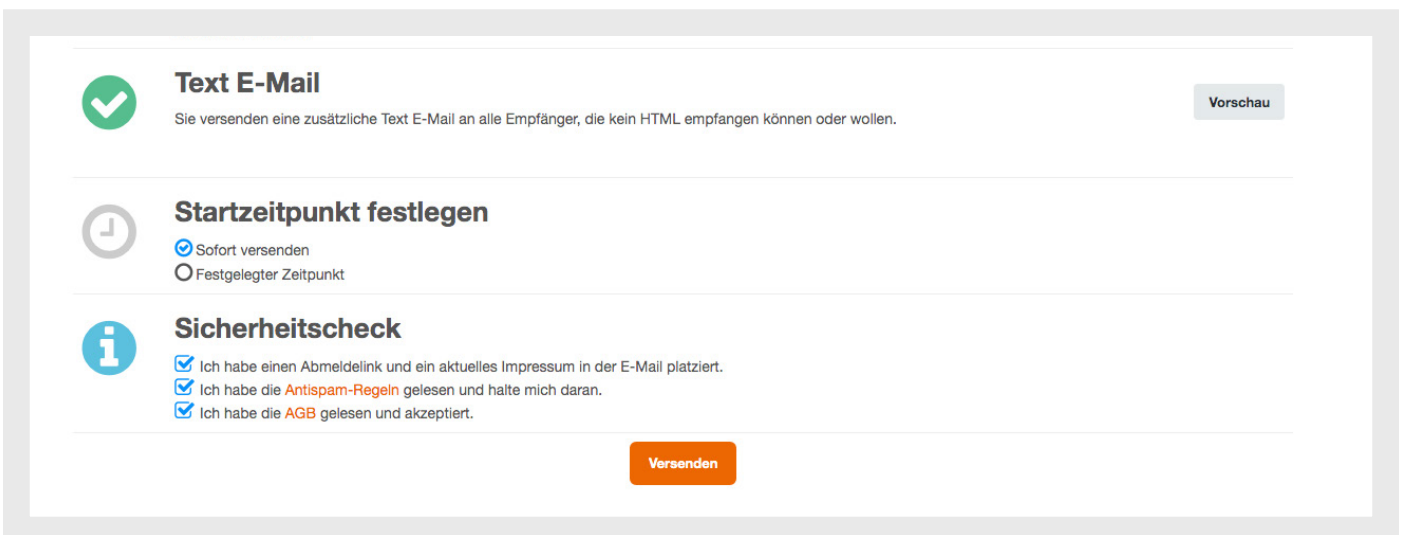 Text E-Mail
Vorschau
Sie versenden eine zusätzliche Text E-Mail an alle Empfänger, die kein HTML empfangen können oder wollen.
Startzeitpunkt festlegen
Sofort versenden
Festgelegter Zeitpunkt
Sicherheitscheck
Ich habe einen Abmeldelink und ein aktuelles Impressum in der E-Mail platziert.
Ich habe die Antispam-Regeln gelesen und halte mich daran.
Ich habe die AGB gelesen und akzeptiert.
Versenden